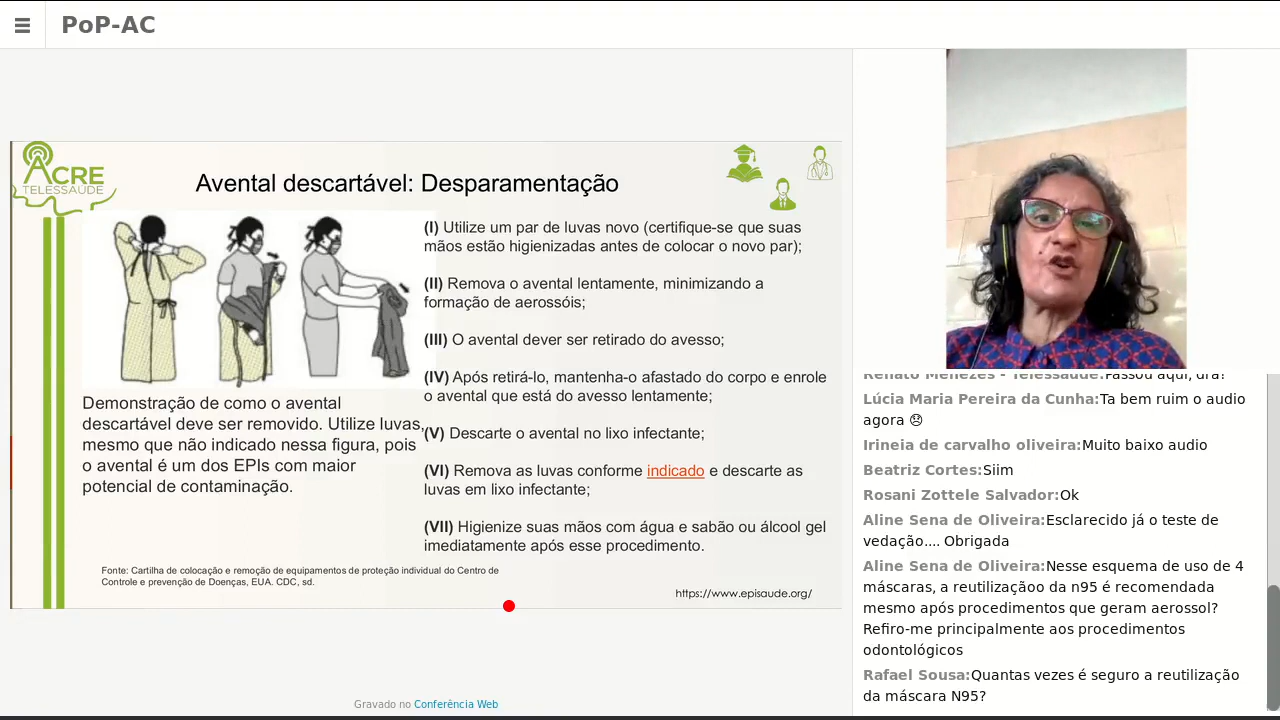 PoP-AC
ACRE
TELESSAÚDE
Avental descartável: Desparamentação
Demonstração de como o avental
descartável deve ser removido. Utilize luvas,
mesmo que não indicado nessa figura, pois
o avental é um dos EPIs com maior
potencial de contaminação.
(I) Utilize um par de luvas novo (certifique-se que suas
mãos estão higienizadas antes de colocar o novo par);
(II) Remova o avental lentamente, minimizando a
formação de aerossóis;
(III) O avental dever ser retirado do avesso;
(IV) Após retirá-lo, mantenha-o afastado do corpo e enrole
o avental que está do avesso lentamente;
(V) Descarte o avental no lixo infectante;
(VI) Remova as luvas conforme indicado e descarte as
luvas em lixo infectante;
(VII) Higienize suas mãos com água e sabão ou álcool gel
imediatamente após esse procedimento.
Fonte: Cartilha de colocação e remoção de equipamentos de proteção individual do Centro de
Controle e prevenção de Doenças, EUA. CDC, sd.
https://www.episaude.org/
Gravado no Conferência Web
Renato Menezes - Telessaúde:Passou aqui, dra!
Lúcia Maria Pereira da Cunha:Ta bem ruim o audio
agora 😞
Irineia de carvalho oliveira:Muito baixo audio
Beatriz Cortes:Siim
Rosani Zottele Salvador:Ok
Aline Sena de Oliveira:Esclarecido já o teste de
vedação.... Obrigada
Aline Sena de Oliveira:Nesse esquema de uso de 4
máscaras, a reutilizaçãoo da n95 é recomendada
mesmo após procedimentos que geram aerossol?
Refiro-me principalmente aos procedimentos
odontológicos
Rafael Sousa:Quantas vezes é seguro a reutilização
da máscara N95?